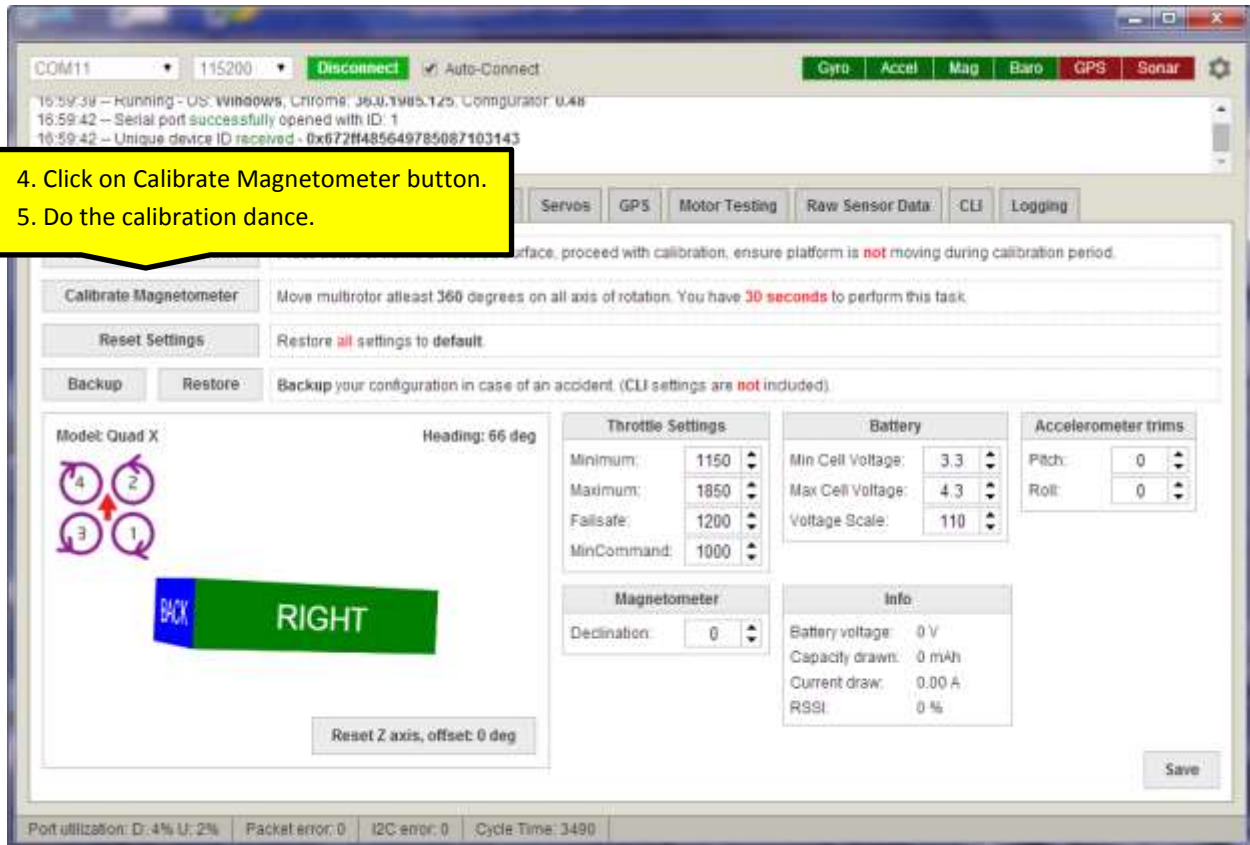 COM11 115200 Disconnect Auto-Connect Gyro Accel Mag Baro GPS Sonar
16:59:39 -- Running - OS: Windows, Chrome: 36.0.1985.125, Configurator: 0.48
16:59:42 -- Serial port successfully opened with ID: 1
16:59:42 -- Unique device ID received - 0x672ff485649785087103143
4. Click on Calibrate Magnetometer button.
5. Do the calibration dance.
Servos GPS Motor Testing Raw Sensor Data CLI Logging
surface, proceed with calibration, ensure platform is not moving during calibration period.
Calibrate Magnetometer Move multirotor atleast 360 degrees on all axis of rotation. You have 30 seconds to perform this task.
Reset Settings Restore all settings to default.
Backup Restore Backup your configuration in case of an accident. (CLI settings are not included).
Model: Quad X Heading: 66 deg
4 2
3 1
BACK RIGHT
Reset Z axis, offset: 0 deg
Throttle Settings
Minimum: 1150
Maximum: 1850
Failsafe: 1200
MinCommand: 1000
Battery
Min Cell Voltage: 3.3
Max Cell Voltage: 4.3
Voltage Scale: 110
Accelerometer trims
Pitch: 0
Roll: 0
Magnetometer
Declination: 0
Info
Battery voltage: 0 V
Capacity drawn: 0 mAh
Current draw: 0.00 A
RSSI: 0 %
Save
Port utilization: D: 4% U: 2% Packet error: 0 I2C error: 0 Cycle Time: 3490